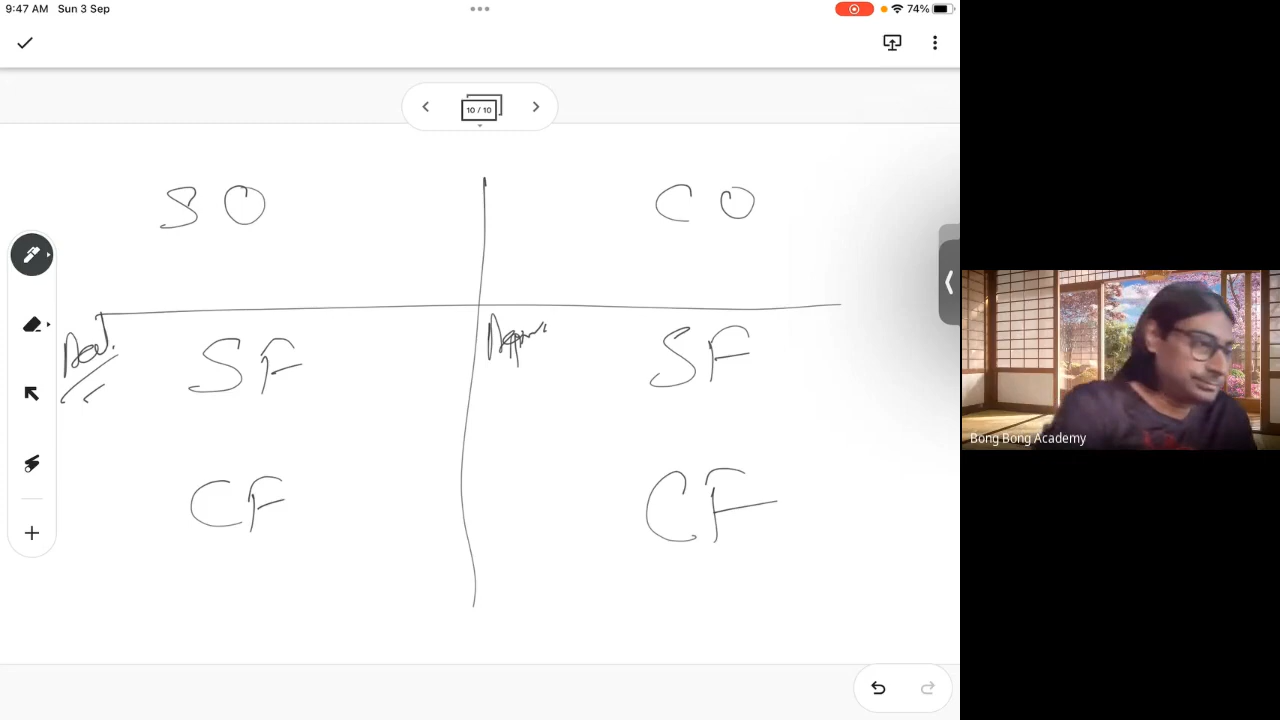 9:47 AM Sun 3 Sep
74%
10 / 10
S O
C O
S F
S F
C F
C F
Bong Bong Academy